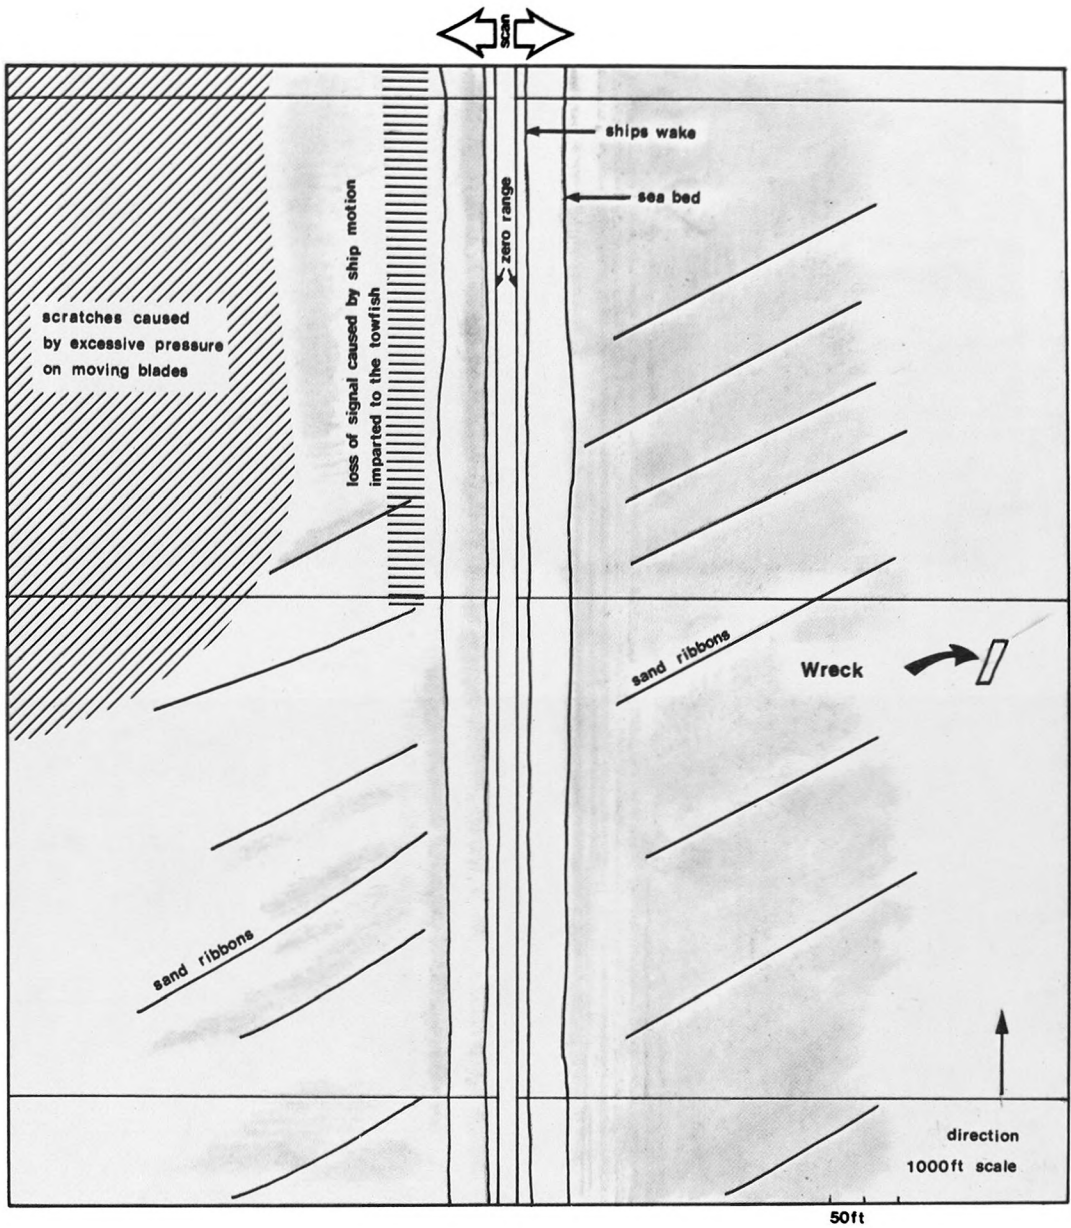 scan
ships wake
sea bed
zero range
loss of signal caused by ship motion
imparted to the towfish
scratches caused
by excessive pressure
on moving blades
sand ribbons
Wreck
sand ribbons
direction
1000ft scale
50ft